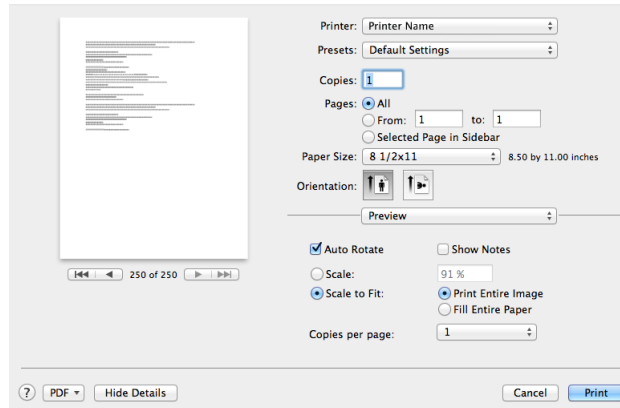 Printer: Printer Name
Presets: Default Settings
Copies: 1
Pages: All
From: 1 to: 1
Selected Page in Sidebar
Paper Size: 8 1/2x11 8.50 by 11.00 inches
Orientation:
Preview
Auto Rotate Show Notes
250 of 250
Scale: 91 %
Scale to Fit: Print Entire Image
Fill Entire Paper
Copies per page: 1
? PDF Hide Details Cancel Print